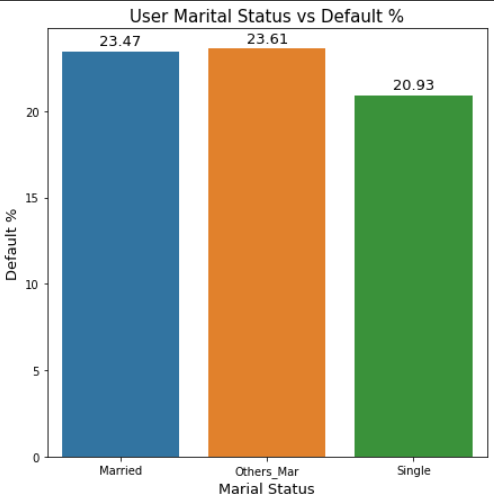 User Marital Status vs Default %
23.47
23.61
20.93
20
15
10
5
0
Default %
Married
Others_Mar
Single
Marial Status